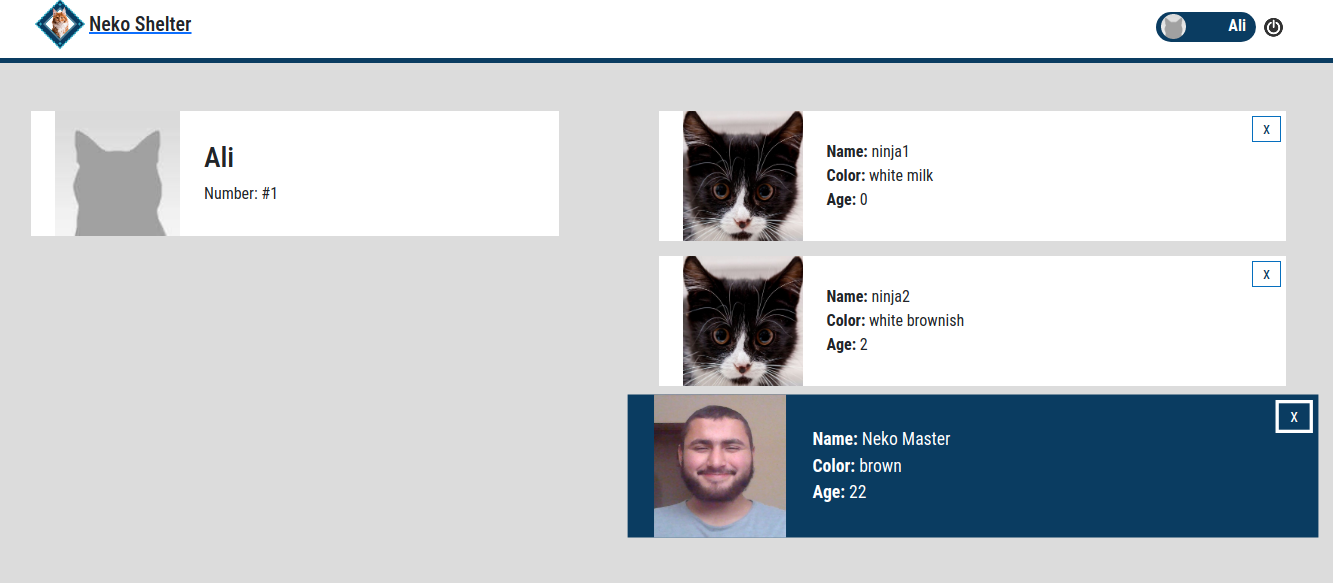 Neko Shelter
Ali
Ali
Number: #1
X
Name: ninja1
Color: white milk
Age: 0
X
Name: ninja2
Color: white brownish
Age: 2
X
Name: Neko Master
Color: brown
Age: 22